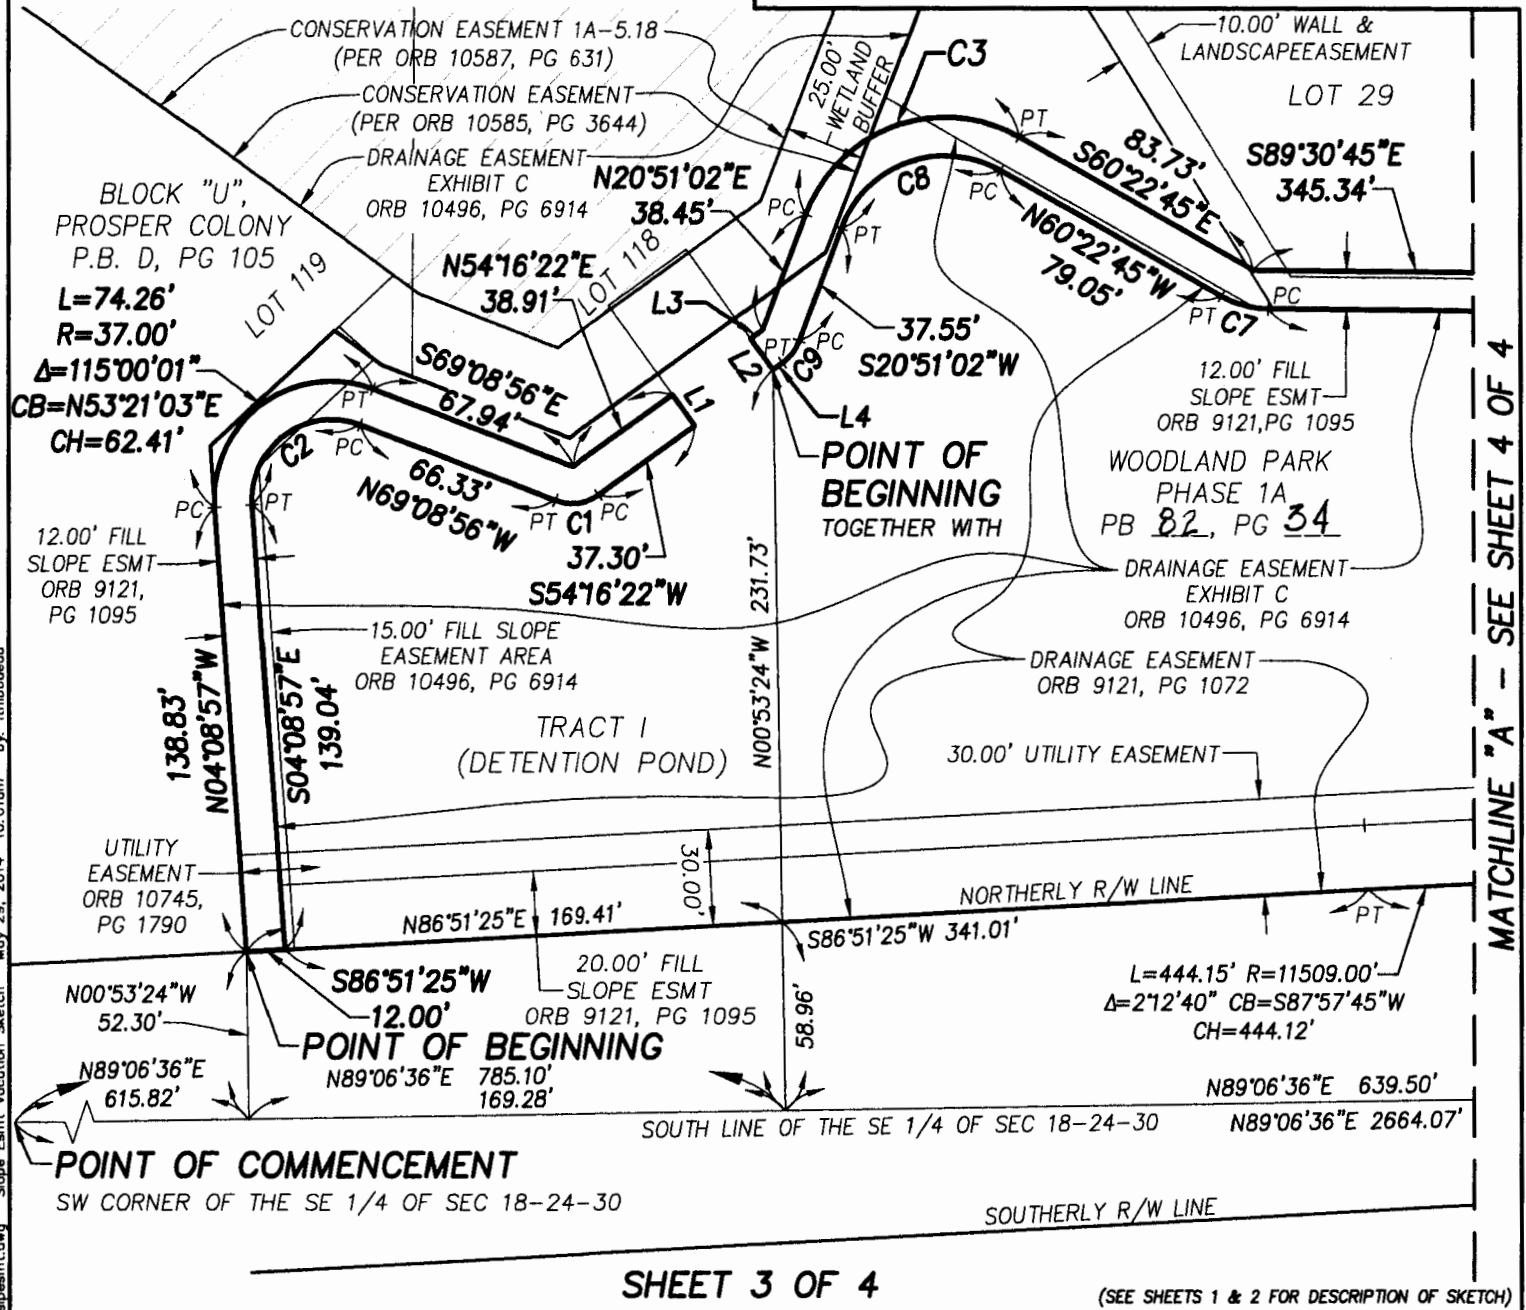 CONSERVATION EASEMENT 1A-5.18
(PER ORB 10587, PG 631)
CONSERVATION EASEMENT
(PER ORB 10585, PG 3644)
DRAINAGE EASEMENT
EXHIBIT C
ORB 10496, PG 6914
25.00'
WETLAND
BUFFER
C3
10.00' WALL &
LANDSCAPEEASEMENT
LOT 29
PT
83.73'
S60°22'45"E
S89°30'45"E
345.34'
BLOCK "U",
PROSPER COLONY
P.B. D, PG 105
LOT 119
L=74.26'
R=37.00'
Δ=115°00'01"
CB=N53°21'03"E
CH=62.41'
N20°51'02"E
38.45'
PC
C8
PC
PT
N60°22'45"W
79.05'
N54°16'22"E
38.91'
LOT 118
L3
PT
PC
L2
C9
L4
37.55'
S20°51'02"W
PC
PT
C7
S69°08'56"E
67.94'
L1
PT
C2
PC
66.33'
N69°08'56"W
PT
C1
PC
37.30'
S54°16'22"W
PC
PT
POINT OF
BEGINNING
TOGETHER WITH
12.00' FILL
SLOPE ESMT
ORB 9121,PG 1095
WOODLAND PARK
PHASE 1A
PB 82, PG 34
12.00' FILL
SLOPE ESMT
ORB 9121,
PG 1095
DRAINAGE EASEMENT
EXHIBIT C
ORB 10496, PG 6914
15.00' FILL SLOPE
EASEMENT AREA
ORB 10496, PG 6914
DRAINAGE EASEMENT
ORB 9121, PG 1072
138.83'
N04°08'57"W
S04°08'57"E
139.04'
N00°53'24"W 231.73'
TRACT I
(DETENTION POND)
30.00' UTILITY EASEMENT
UTILITY
EASEMENT
ORB 10745,
PG 1790
30.00'
NORTHERLY R/W LINE
PT
N86°51'25"E 169.41'
S86°51'25"W 341.01'
S86°51'25"W
12.00'
20.00' FILL
SLOPE ESMT
ORB 9121, PG 1095
58.96'
L=444.15' R=11509.00'
Δ=2°12'40" CB=S87°57'45"W
CH=444.12'
N00°53'24"W
52.30'
POINT OF BEGINNING
N89°06'36"E
615.82'
N89°06'36"E 785.10'
169.28'
N89°06'36"E 639.50'
SOUTH LINE OF THE SE 1/4 OF SEC 18-24-30
N89°06'36"E 2664.07'
POINT OF COMMENCEMENT
SW CORNER OF THE SE 1/4 OF SEC 18-24-30
SOUTHERLY R/W LINE
MATCHLINE "A" - SEE SHEET 4 OF 4
SHEET 3 OF 4
(SEE SHEETS 1 & 2 FOR DESCRIPTION OF SKETCH)